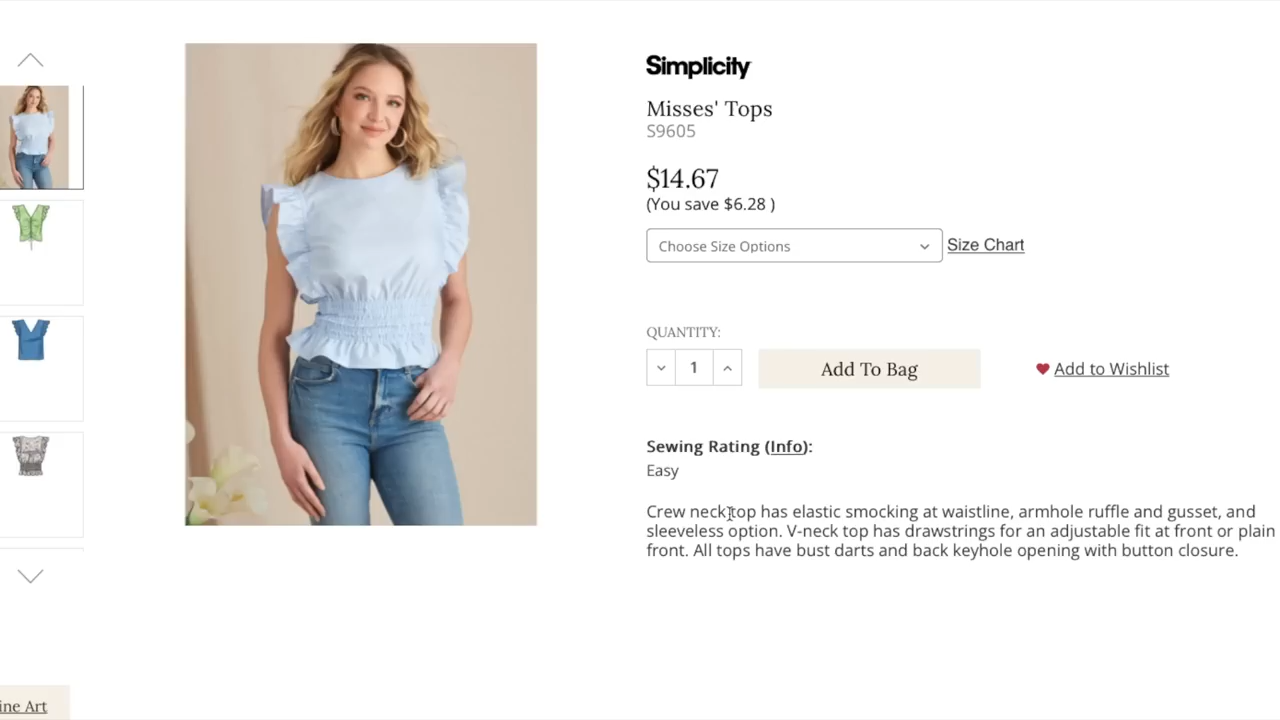 Simplicity
Misses' Tops
S9605
$14.67
(You save $6.28 )
Choose Size Options
Size Chart
QUANTITY:
1
Add To Bag
Add to Wishlist
Sewing Rating (Info):
Easy
Crew neck top has elastic smocking at waistline, armhole ruffle and gusset, and
sleeveless option. V-neck top has drawstrings for an adjustable fit at front or plain
front. All tops have bust darts and back keyhole opening with button closure.
ine Art